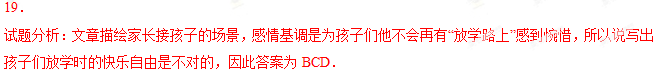 19．
试题分析：文章描绘家长接孩子的场景，感情基调是为孩子们他不会再有“放学路上”感到惋惜，所以说写出
孩子们放学时的快乐自由是不对的，因此答案为 BCD．